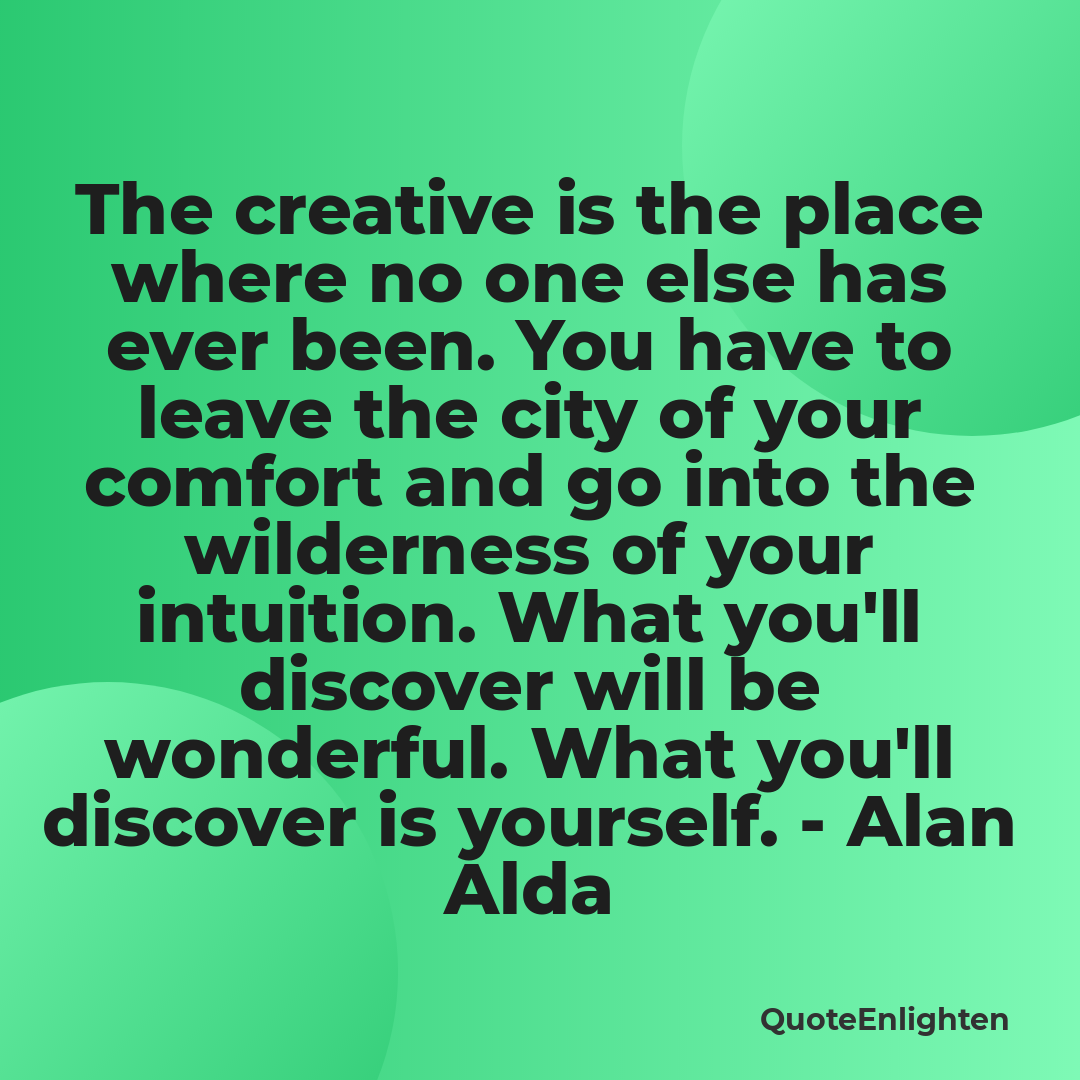 The creative is the place
where no one else has
ever been. You have to
leave the city of your
comfort and go into the
wilderness of your
intuition. What you'll
discover will be
wonderful. What you'll
discover is yourself. - Alan
Alda
QuoteEnlighten